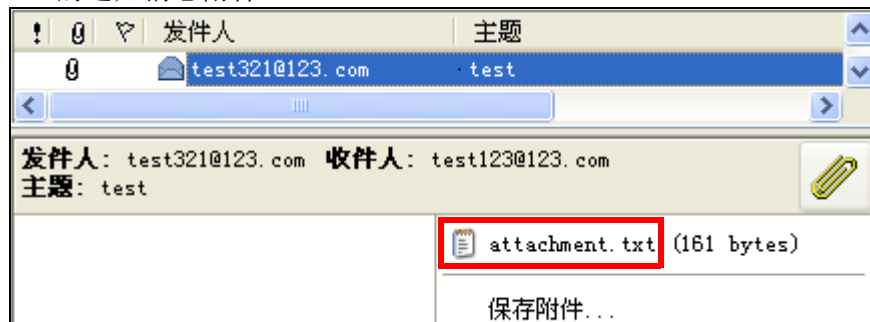 发件人 主题
test321@123.com test
发件人: test321@123.com 收件人: test123@123.com
主题: test
attachment.txt (161 bytes)
保存附件...